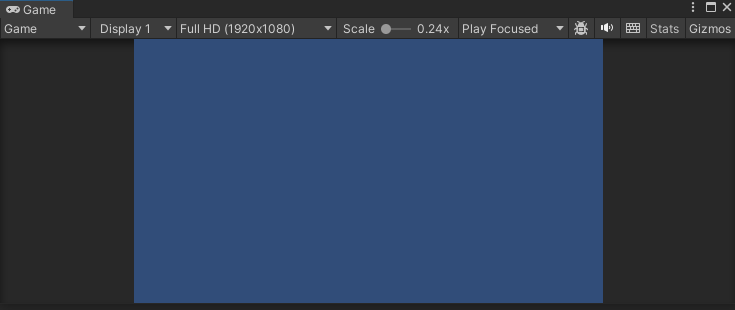 Game
Game Display 1 Full HD (1920x1080) Scale 0.24x Play Focused Stats Gizmos